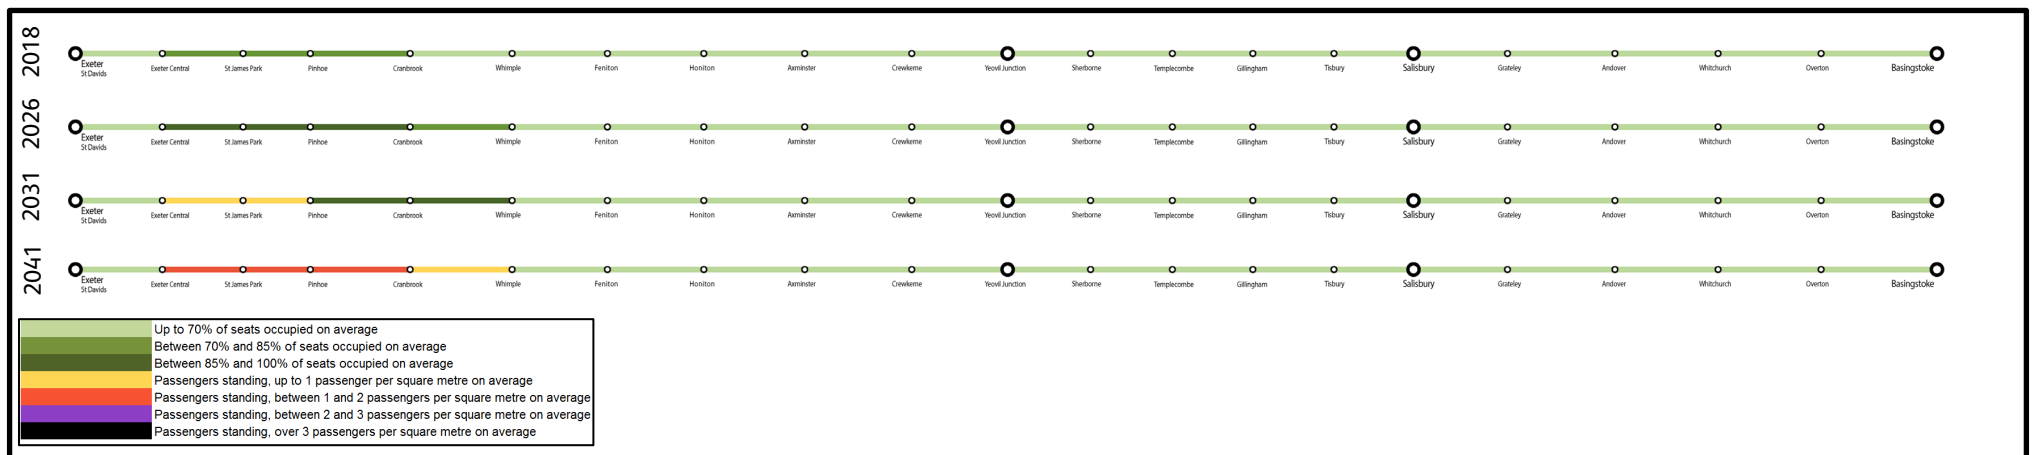 2018
Exeter
St Davids
Exeter Central
St James Park
Pinhoe
Cranbrook
Whimple
Feniton
Honiton
Axminster
Crewkerne
Yeovil Junction
Sherborne
Templecombe
Gillingham
Tisbury
Salisbury
Grateley
Andover
Whitchurch
Overton
Basingstoke
2026
Exeter
St Davids
Exeter Central
St James Park
Pinhoe
Cranbrook
Whimple
Feniton
Honiton
Axminster
Crewkerne
Yeovil Junction
Sherborne
Templecombe
Gillingham
Tisbury
Salisbury
Grateley
Andover
Whitchurch
Overton
Basingstoke
2031
Exeter
St Davids
Exeter Central
St James Park
Pinhoe
Cranbrook
Whimple
Feniton
Honiton
Axminster
Crewkerne
Yeovil Junction
Sherborne
Templecombe
Gillingham
Tisbury
Salisbury
Grateley
Andover
Whitchurch
Overton
Basingstoke
2041
Exeter
St Davids
Exeter Central
St James Park
Pinhoe
Cranbrook
Whimple
Feniton
Honiton
Axminster
Crewkerne
Yeovil Junction
Sherborne
Templecombe
Gillingham
Tisbury
Salisbury
Grateley
Andover
Whitchurch
Overton
Basingstoke
Up to 70% of seats occupied on average
Between 70% and 85% of seats occupied on average
Between 85% and 100% of seats occupied on average
Passengers standing, up to 1 passenger per square metre on average
Passengers standing, between 1 and 2 passengers per square metre on average
Passengers standing, between 2 and 3 passengers per square metre on average
Passengers standing, over 3 passengers per square metre on average